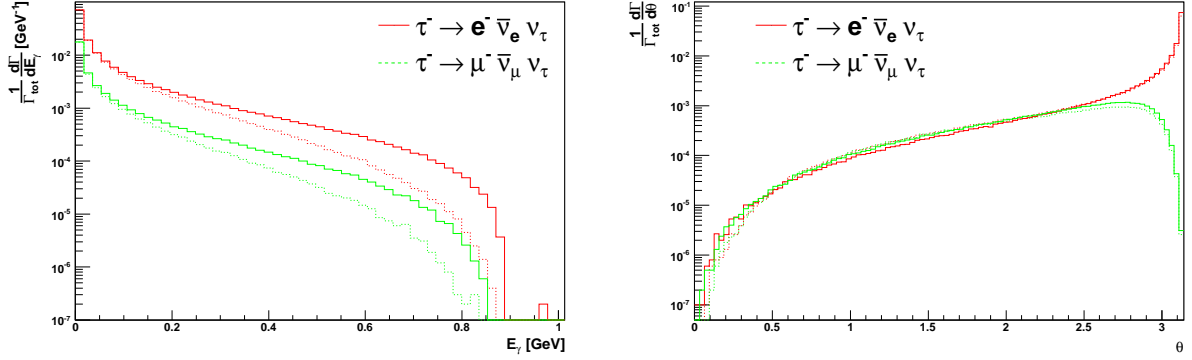 1/Γtot dΓ/dEγ [GeV⁻¹]
τ⁻ → e⁻ ν̄e ντ
τ⁻ → μ⁻ ν̄μ ντ
10⁻²
10⁻³
10⁻⁴
10⁻⁵
10⁻⁶
10⁻⁷
0 0.2 0.4 0.6 0.8 1
Eγ [GeV]
1/Γtot dΓ/dθ
τ⁻ → e⁻ ν̄e ντ
τ⁻ → μ⁻ ν̄μ ντ
10⁻¹
10⁻²
10⁻³
10⁻⁴
10⁻⁵
10⁻⁶
10⁻⁷
0 0.5 1 1.5 2 2.5 3
θ